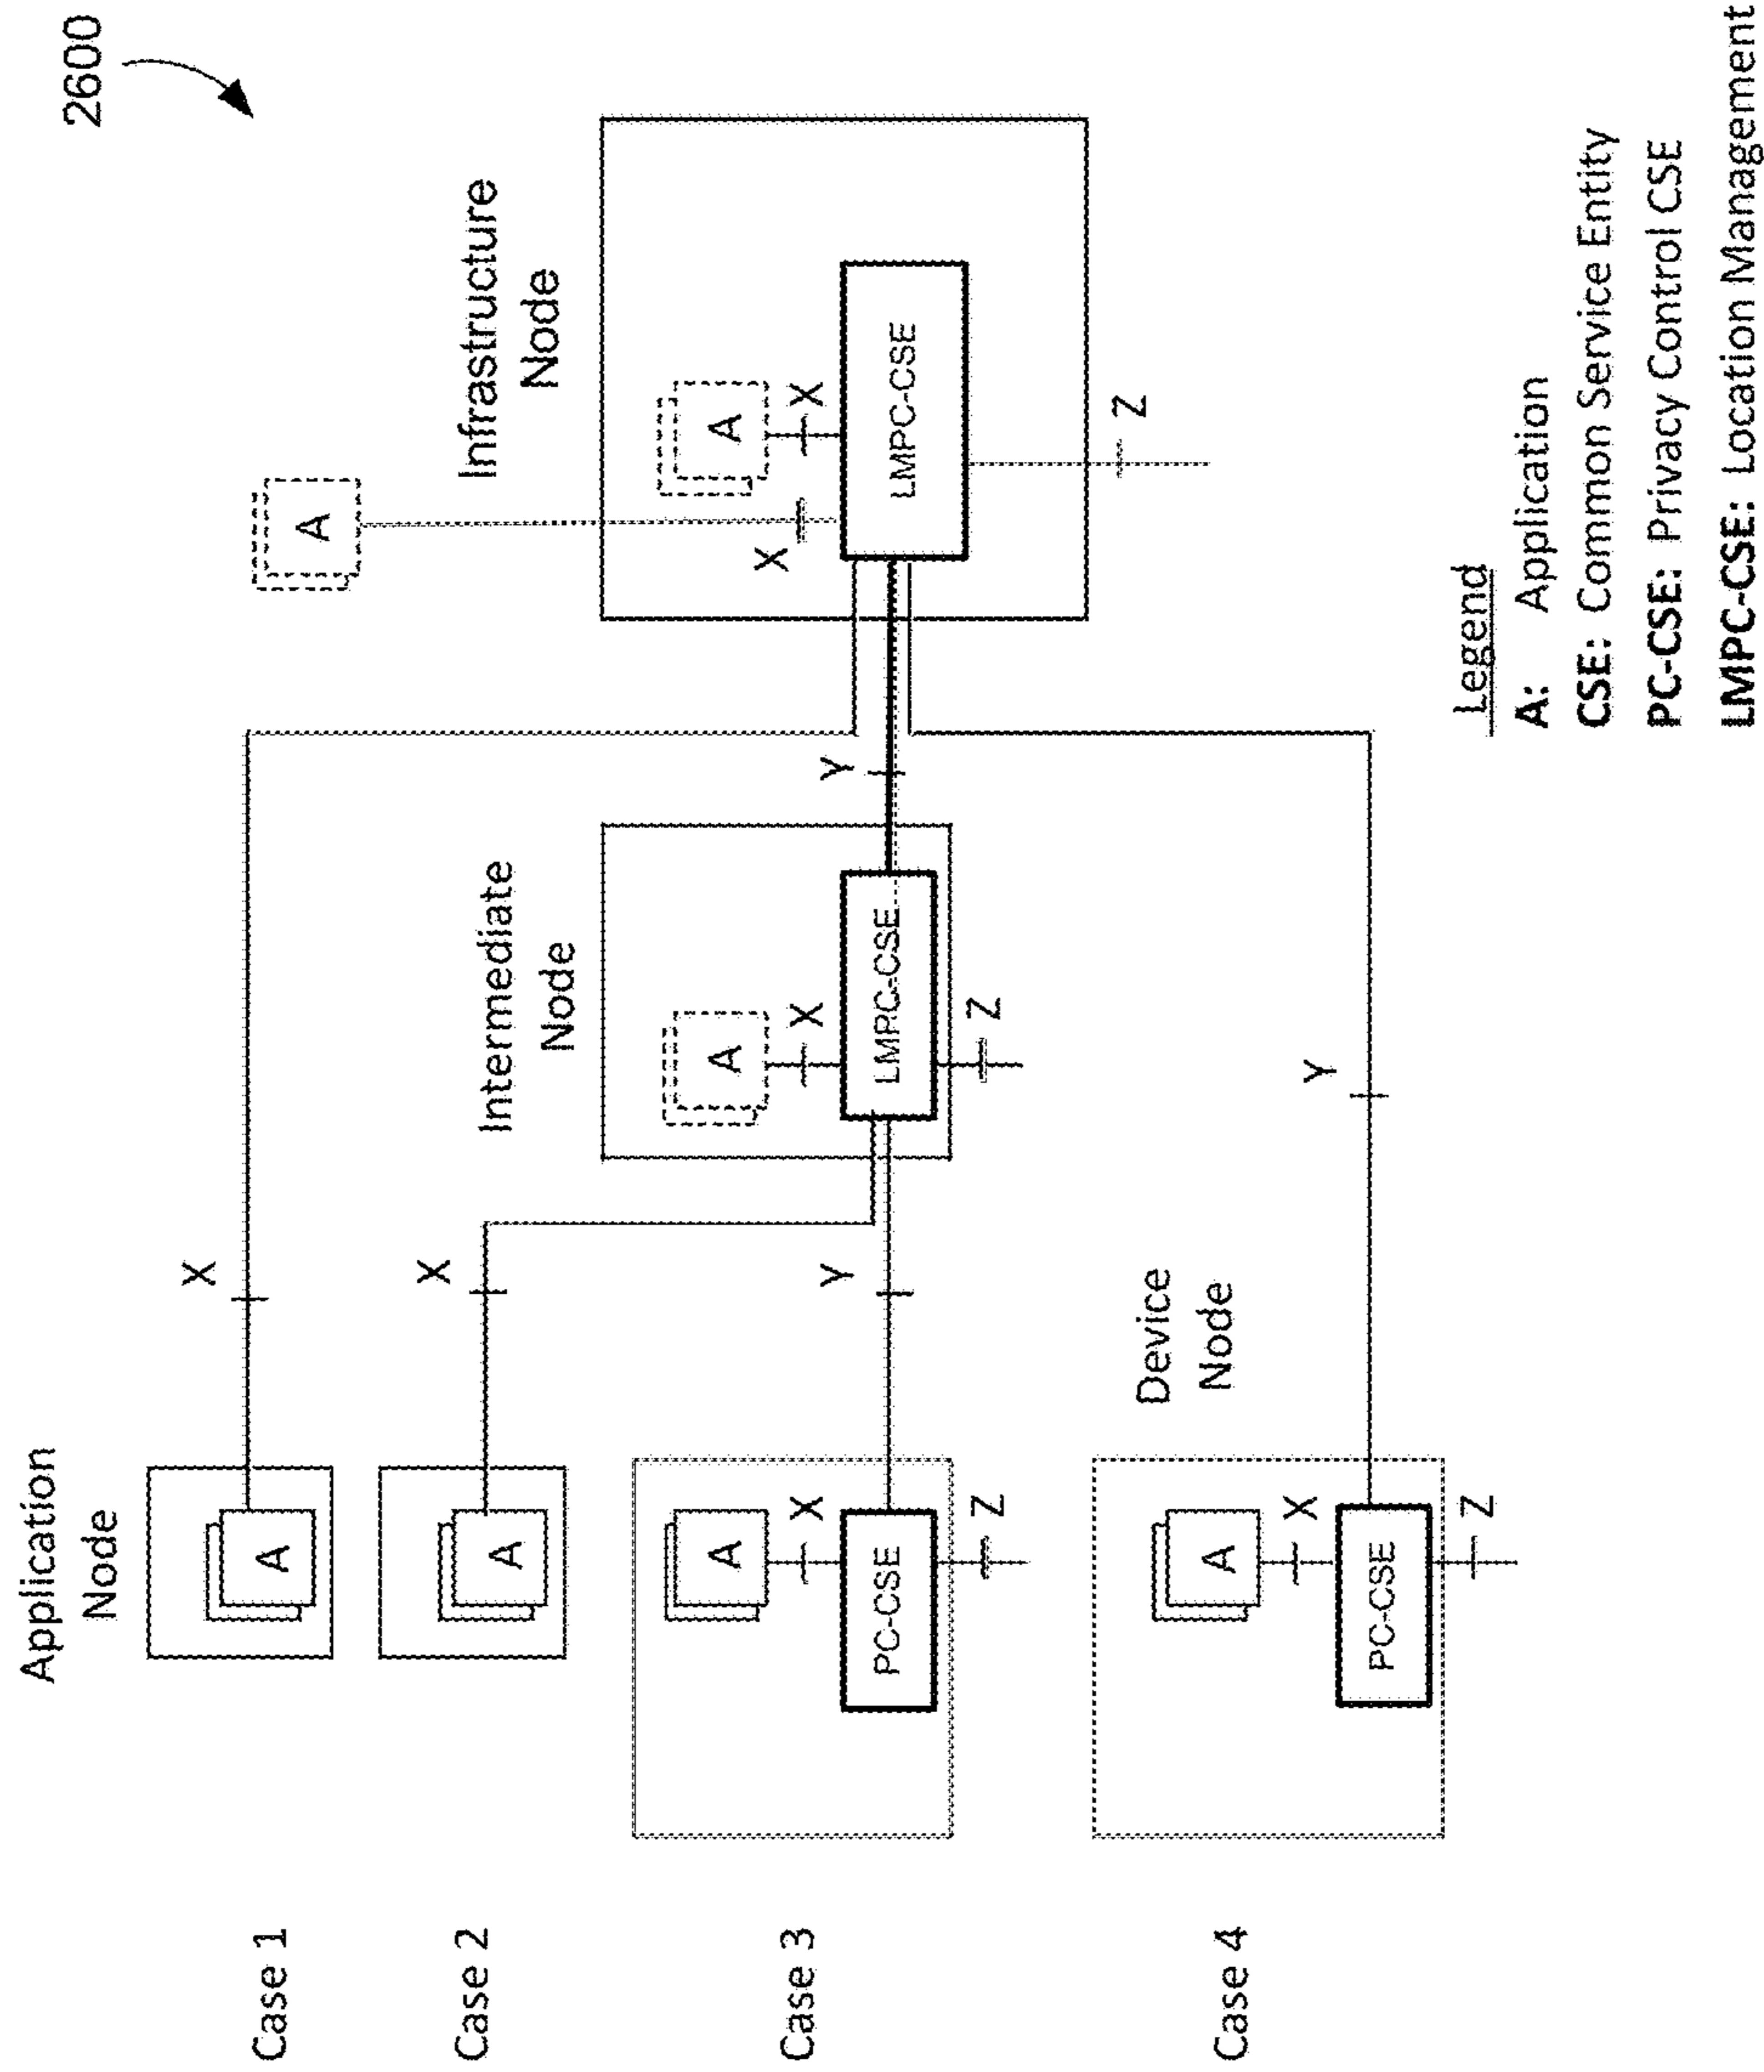 2600
Application
Node
Infrastructure
Node
Intermediate
Node
Device
Node
Case 1
A
X
A
Case 2
A
X
Case 3
A
X
PC-CSE
Z
Y
A
X
LMPC-CSE
Z
Y
A
X
X
LMPC-CSE
Z
Case 4
A
X
PC-CSE
Z
Y
Legend
A: Application
CSE: Common Service Entity
PC-CSE: Privacy Control CSE
LMPC-CSE: Location Management